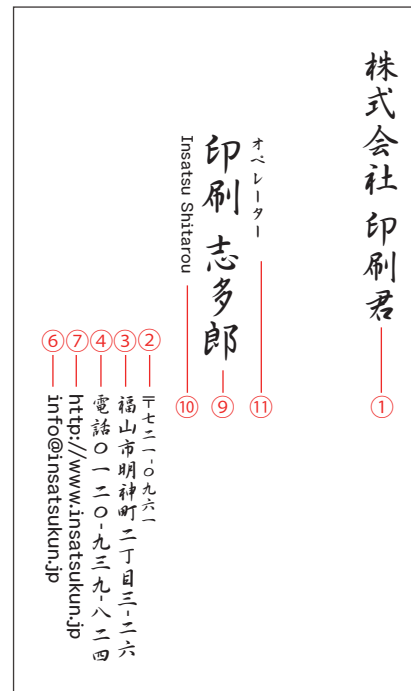 株式会社 印刷君
①
オペレーター
⑪
印刷 志多郎
⑨
Insatsu Shitarou
⑩
②
〒七二一-〇九六一
③
福山市明神町二丁目三-二六
④
電話〇一二〇-九三九-八二四
⑦
http://www.insatsukun.jp
⑥
info@insatsukun.jp